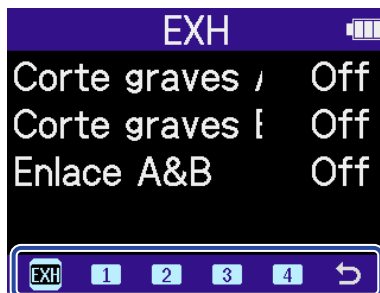 EXH
Corte graves Off
Corte graves Off
Enlace A&B Off
EXH 1 2 3 4